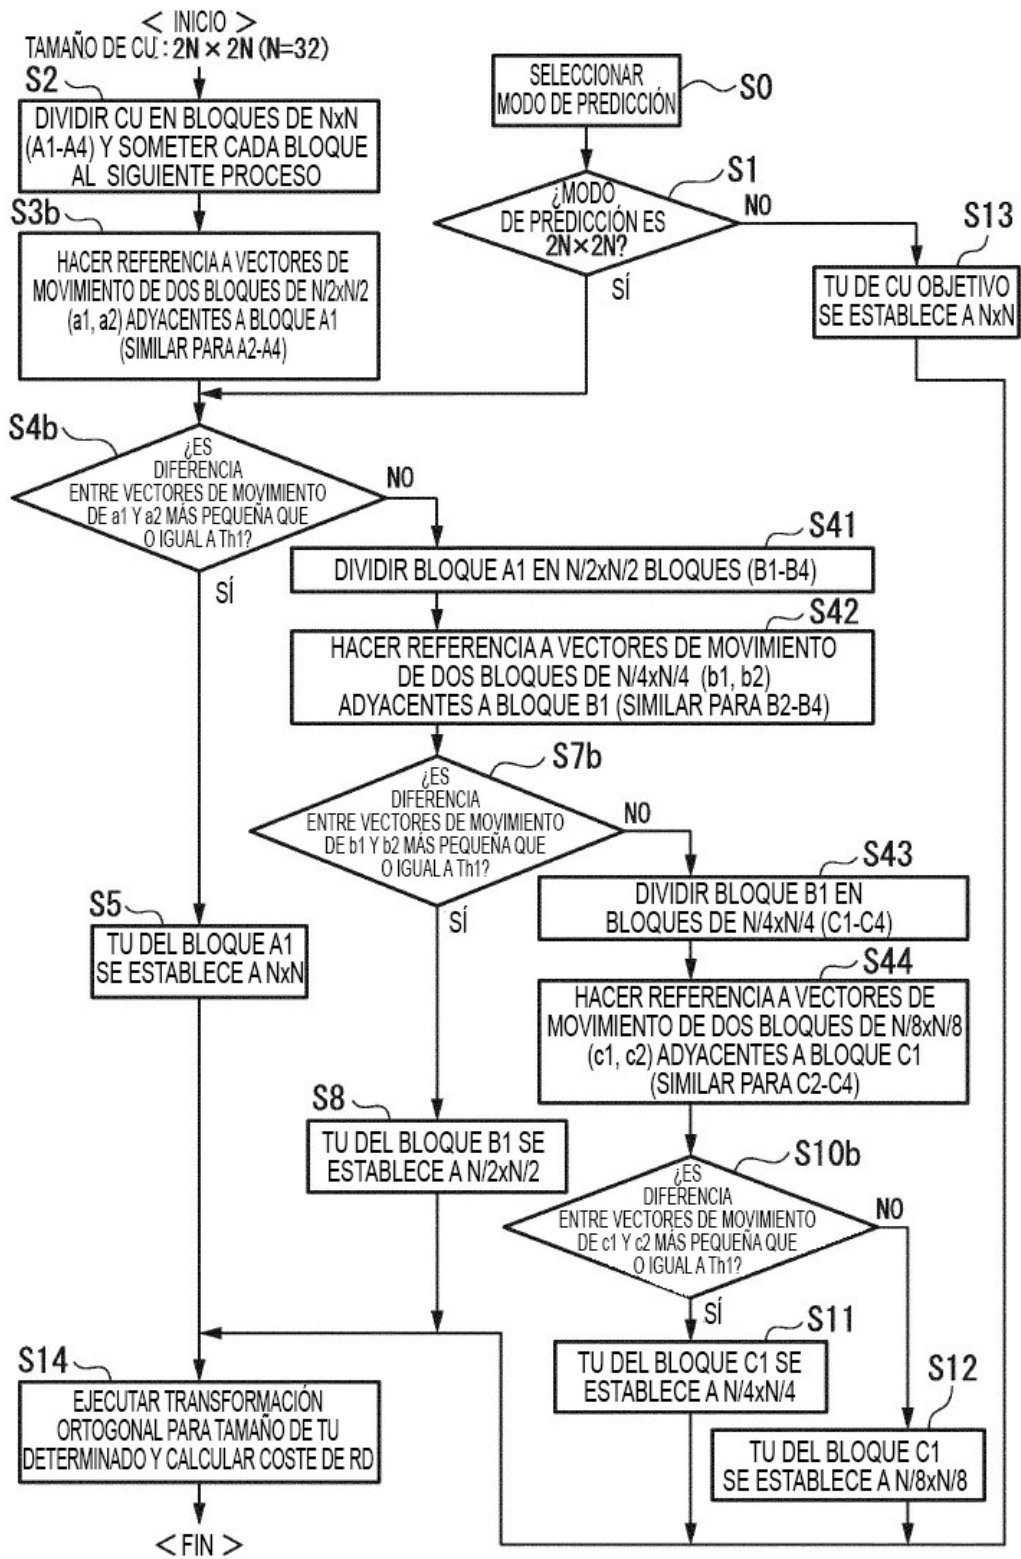 < INICIO >
TAMAÑO DE CU : 2N × 2N (N=32)
S2
DIVIDIR CU EN BLOQUES DE NxN
(A1-A4) Y SOMETER CADA BLOQUE
AL SIGUIENTE PROCESO
S3b
HACER REFERENCIA A VECTORES DE
MOVIMIENTO DE DOS BLOQUES DE N/2xN/2
(a1, a2) ADYACENTES A BLOQUE A1
(SIMILAR PARA A2-A4)
SELECCIONAR
MODO DE PREDICCIÓN
S0
¿MODO
DE PREDICCIÓN ES
2N×2N?
S1
NO
SÍ
S13
TU DE CU OBJETIVO
SE ESTABLECE A NxN
S4b
¿ES
DIFERENCIA
ENTRE VECTORES DE MOVIMIENTO
DE a1 Y a2 MÁS PEQUEÑA QUE
O IGUAL A Th1?
NO
SÍ
S41
DIVIDIR BLOQUE A1 EN N/2xN/2 BLOQUES (B1-B4)
S42
HACER REFERENCIA A VECTORES DE MOVIMIENTO
DE DOS BLOQUES DE N/4xN/4 (b1, b2)
ADYACENTES A BLOQUE B1 (SIMILAR PARA B2-B4)
S7b
¿ES
DIFERENCIA
ENTRE VECTORES DE MOVIMIENTO
DE b1 Y b2 MÁS PEQUEÑA QUE
O IGUAL A Th1?
NO
SÍ
S43
DIVIDIR BLOQUE B1 EN
BLOQUES DE N/4xN/4 (C1-C4)
S5
TU DEL BLOQUE A1
SE ESTABLECE A NxN
S44
HACER REFERENCIA A VECTORES DE
MOVIMIENTO DE DOS BLOQUES DE N/8xN/8
(c1, c2) ADYACENTES A BLOQUE C1
(SIMILAR PARA C2-C4)
S8
TU DEL BLOQUE B1 SE
ESTABLECE A N/2xN/2
S10b
¿ES
DIFERENCIA
ENTRE VECTORES DE MOVIMIENTO
DE c1 Y c2 MÁS PEQUEÑA QUE
O IGUAL A Th1?
NO
SÍ
S11
TU DEL BLOQUE C1 SE
ESTABLECE A N/4xN/4
S12
TU DEL BLOQUE C1
SE ESTABLECE A N/8xN/8
S14
EJECUTAR TRANSFORMACIÓN
ORTOGONAL PARA TAMAÑO DE TU
DETERMINADO Y CALCULAR COSTE DE RD
< FIN >